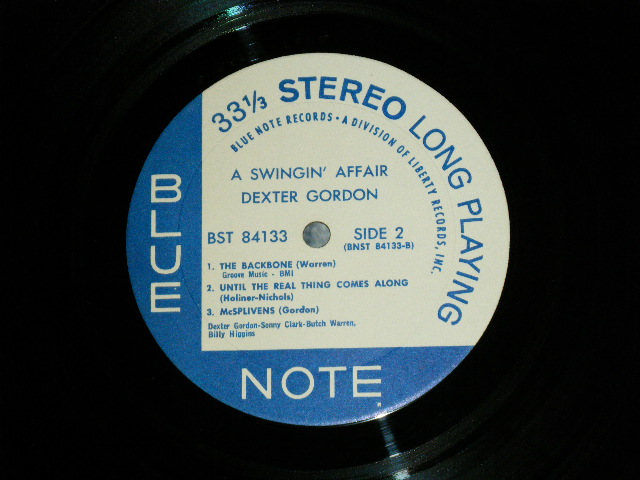 33⅓ STEREO LONG PLAYING
BLUE NOTE RECORDS • A DIVISION OF LIBERTY RECORDS, INC.
A SWINGIN' AFFAIR
DEXTER GORDON
BST 84133
SIDE 2
(BNST 84133-B)
1. THE BACKBONE (Warren)
Groove Music - BMI
2. UNTIL THE REAL THING COMES ALONG
(Holiner-Nichols)
3. McSPLIVENS (Gordon)
Dexter Gordon-Sonny Clark-Butch Warren,
Billy Higgins
BLUE
NOTE